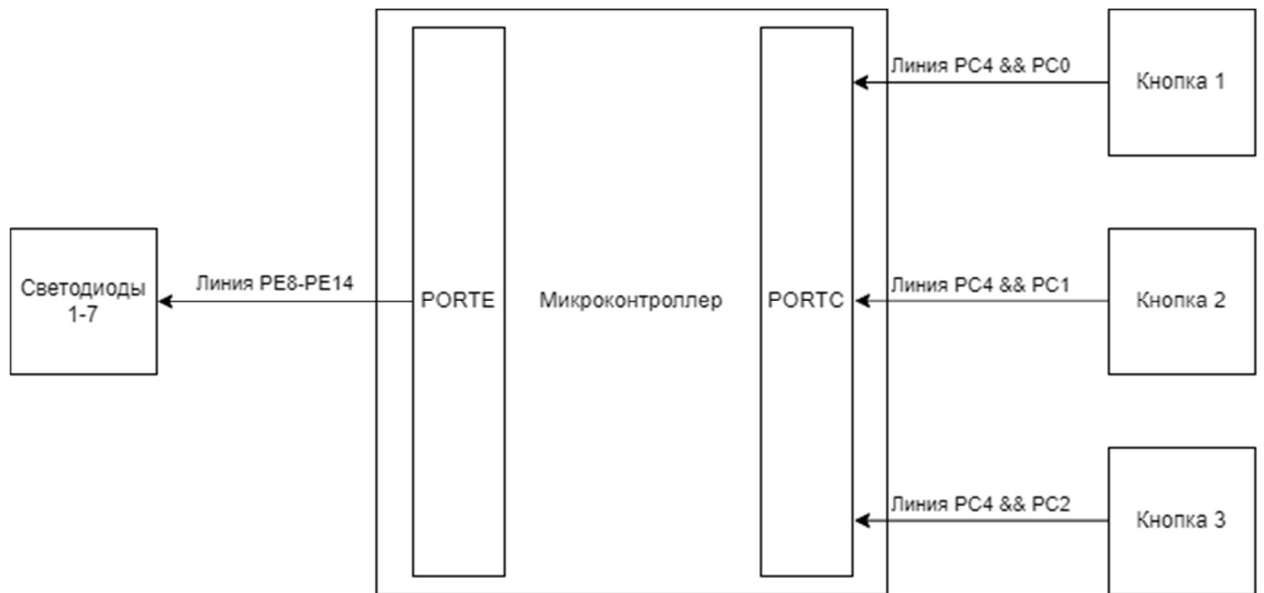 Линия PC4 && PC0
Кнопка 1
Светодиоды
1-7
Линия PE8-PE14
PORTE
Микроконтроллер
PORTC
Линия PC4 && PC1
Кнопка 2
Линия PC4 && PC2
Кнопка 3